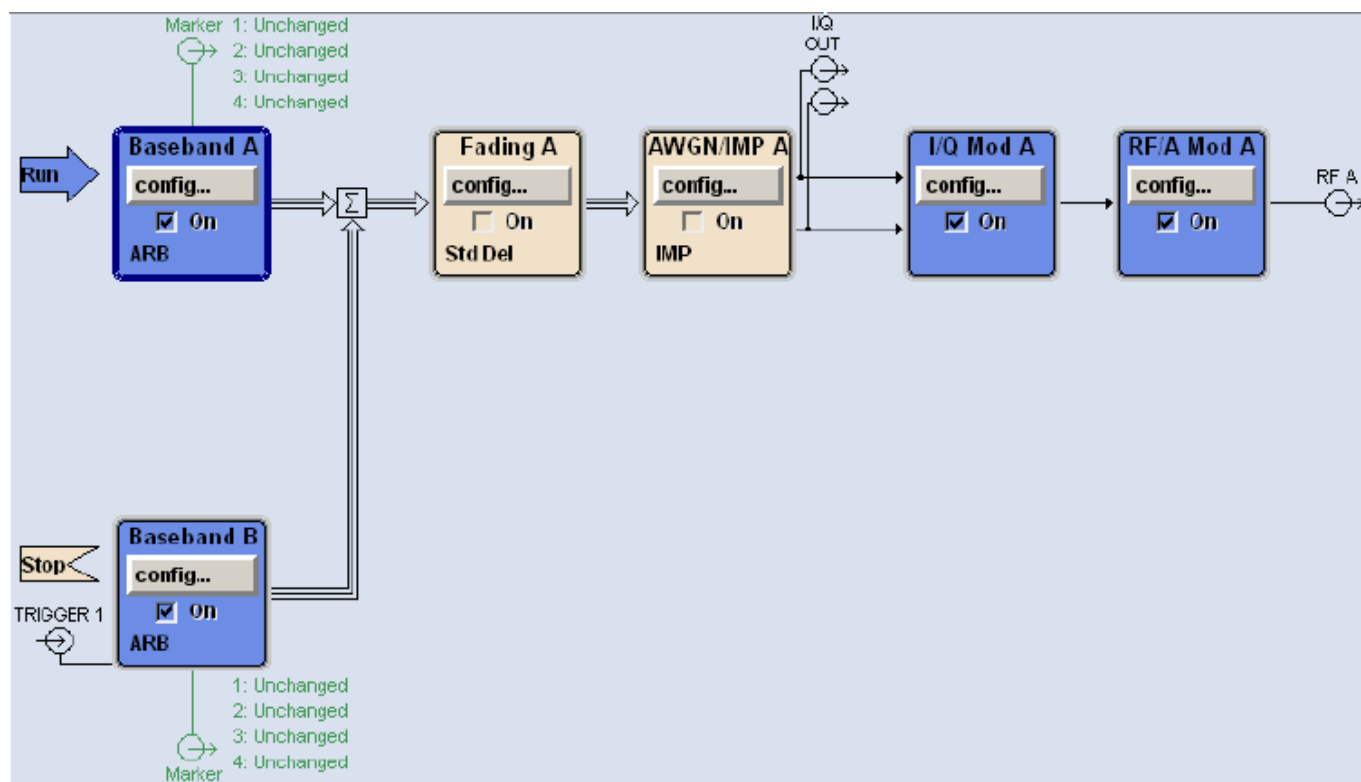 Marker 1: Unchanged
2: Unchanged
3: Unchanged
4: Unchanged
I/Q
OUT
Run
Baseband A
config...
On
ARB
Σ
Fading A
config...
On
Std Del
AWGN/IMP A
config...
On
IMP
I/Q Mod A
config...
On
RF/A Mod A
config...
On
RF A
Stop
TRIGGER 1
Baseband B
config...
On
ARB
1: Unchanged
2: Unchanged
3: Unchanged
Marker 4: Unchanged